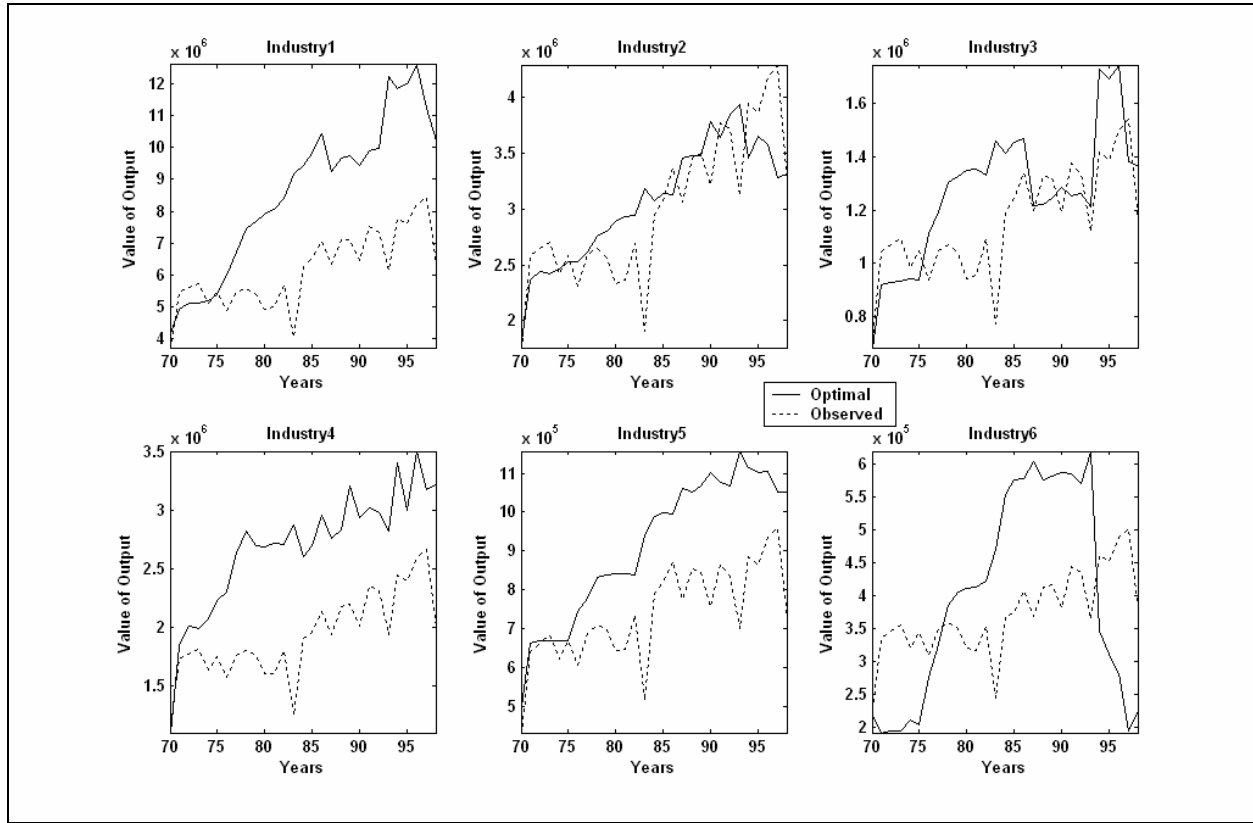 Industry1
x 10^6
Value of Output
12
11
10
9
8
7
6
5
4
70 75 80 85 90 95
Years
Industry2
x 10^6
Value of Output
4
3.5
3
2.5
2
70 75 80 85 90 95
Years
Industry3
x 10^6
Value of Output
1.6
1.4
1.2
1
0.8
70 75 80 85 90 95
Years
Optimal
Observed
Industry4
x 10^6
Value of Output
3.5
3
2.5
2
1.5
70 75 80 85 90 95
Years
Industry5
x 10^5
Value of Output
11
10
9
8
7
6
5
70 75 80 85 90 95
Years
Industry6
x 10^5
Value of Output
6
5.5
5
4.5
4
3.5
3
2.5
2
70 75 80 85 90 95
Years